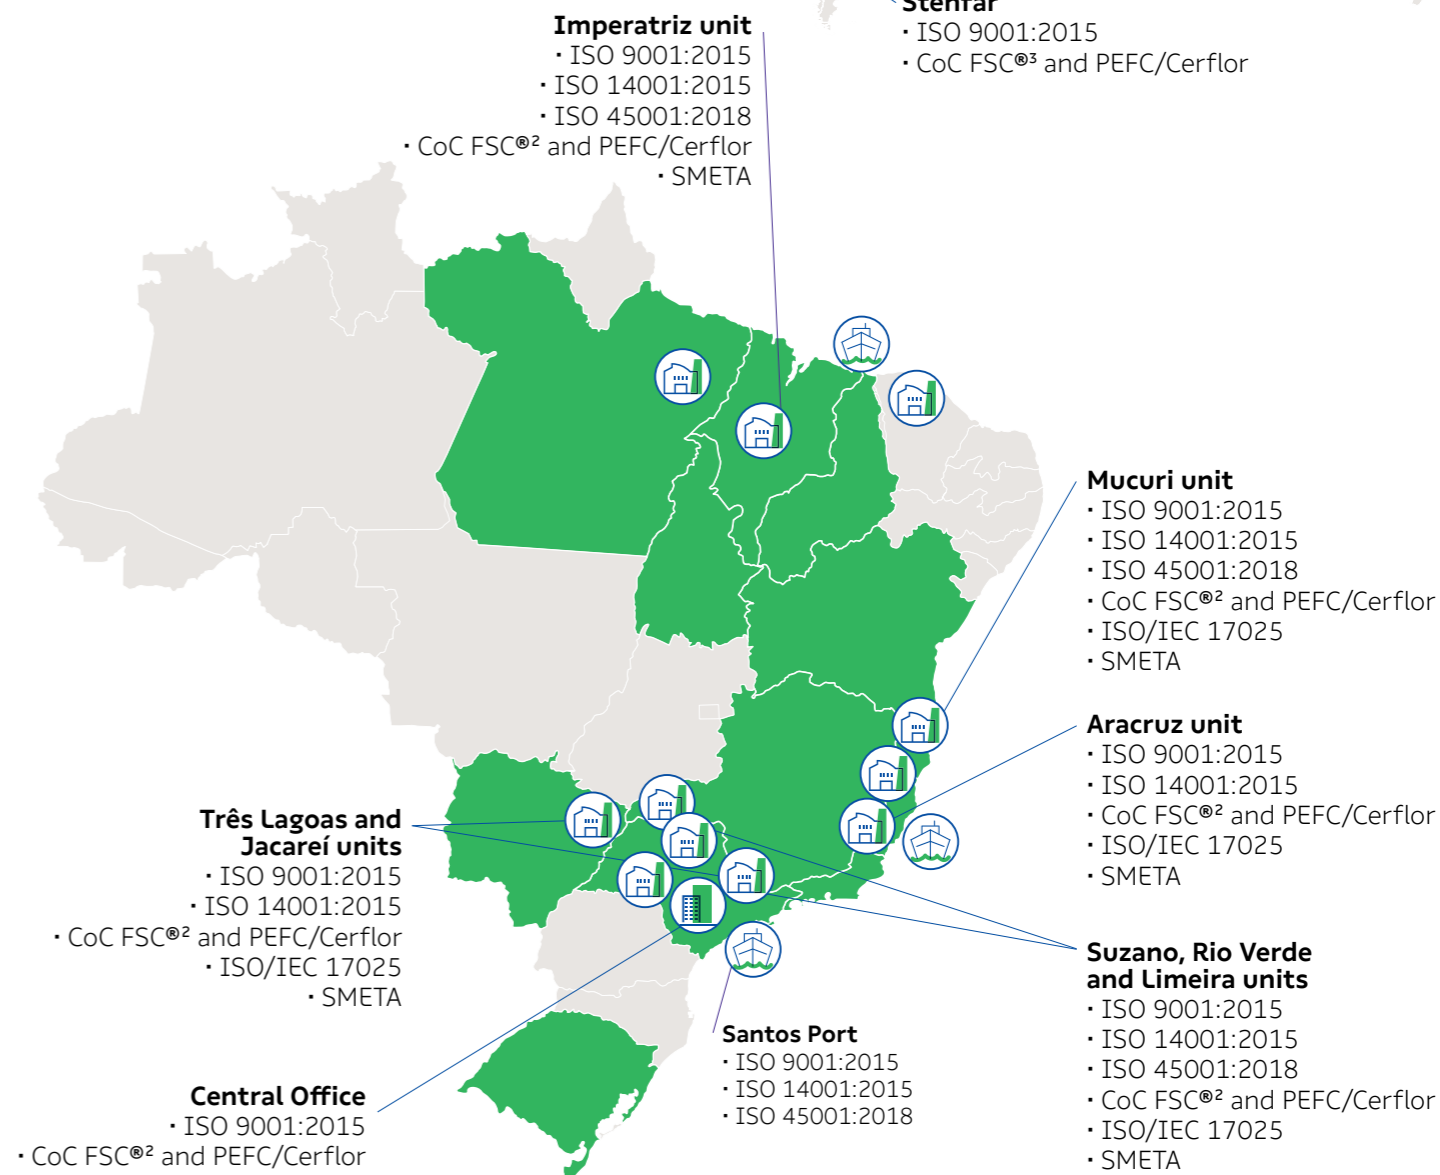 Stenfar
· ISO 9001:2015
· CoC FSC®³ and PEFC/Cerflor
Imperatriz unit
· ISO 9001:2015
· ISO 14001:2015
· ISO 45001:2018
· CoC FSC®² and PEFC/Cerflor
· SMETA
Mucuri unit
· ISO 9001:2015
· ISO 14001:2015
· ISO 45001:2018
· CoC FSC®² and PEFC/Cerflor
· ISO/IEC 17025
· SMETA
Aracruz unit
· ISO 9001:2015
· ISO 14001:2015
· CoC FSC®² and PEFC/Cerflor
· ISO/IEC 17025
· SMETA
Três Lagoas and
Jacareí units
· ISO 9001:2015
· ISO 14001:2015
· CoC FSC®² and PEFC/Cerflor
· ISO/IEC 17025
· SMETA
Suzano, Rio Verde
and Limeira units
· ISO 9001:2015
· ISO 14001:2015
· ISO 45001:2018
· CoC FSC®² and PEFC/Cerflor
· ISO/IEC 17025
· SMETA
Santos Port
· ISO 9001:2015
· ISO 14001:2015
· ISO 45001:2018
Central Office
· ISO 9001:2015
· CoC FSC®² and PEFC/Cerflor